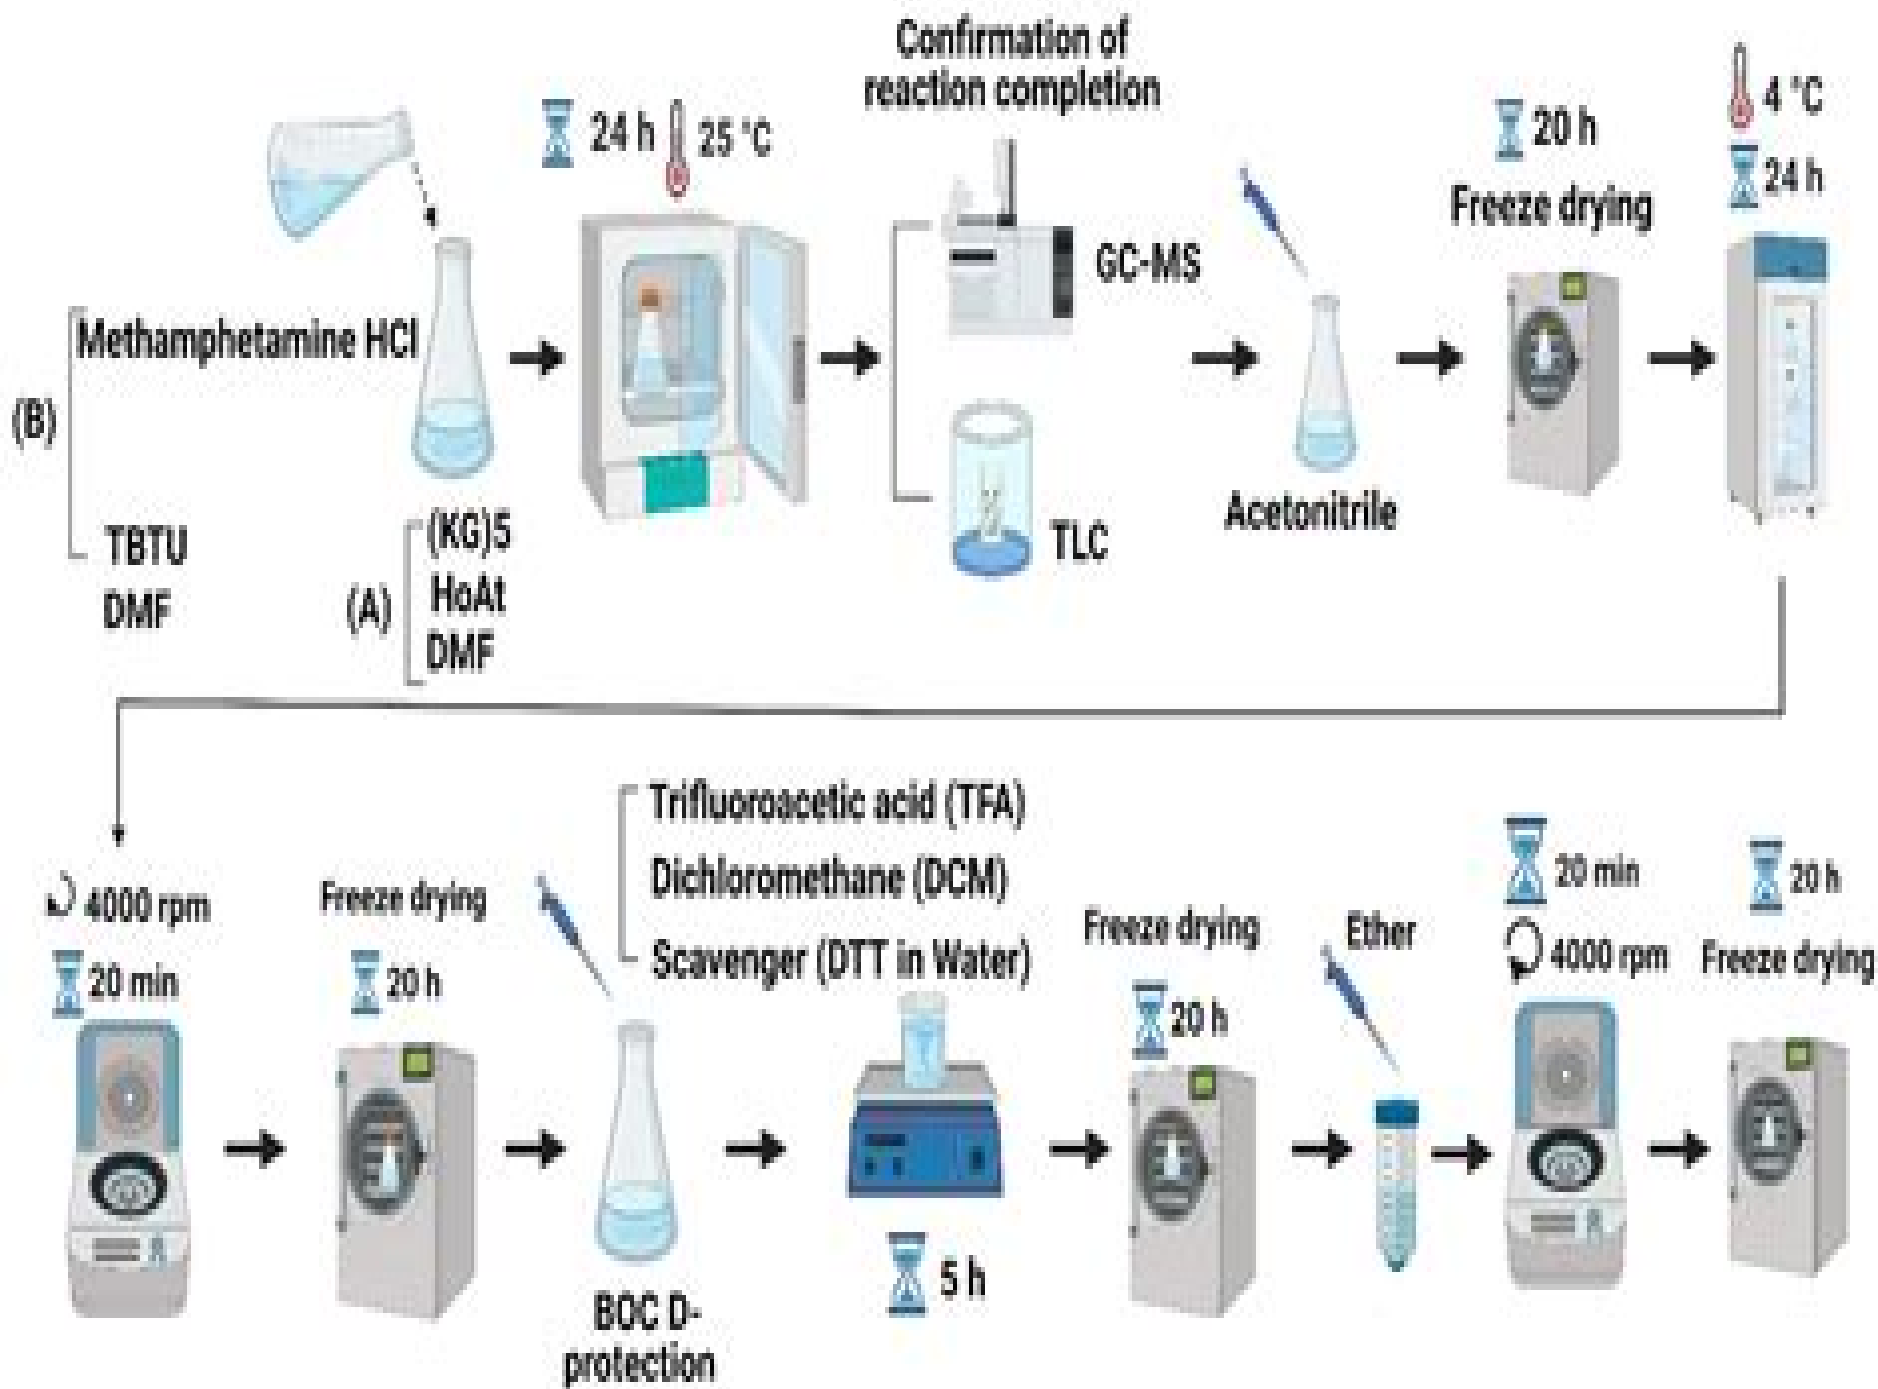 Confirmation of
reaction completion
24 h
25 °C
20 h
Freeze drying
4 °C
24 h
GC-MS
Methamphetamine HCl
(B)
TBTU
DMF
(A)
(KG)5
HoAt
DMF
TLC
Acetonitrile
Trifluoroacetic acid (TFA)
Dichloromethane (DCM)
Scavenger (DTT in Water)
4000 rpm
20 min
Freeze drying
20 h
BOC D-
protection
5 h
Freeze drying
20 h
Ether
20 min
4000 rpm
20 h
Freeze drying